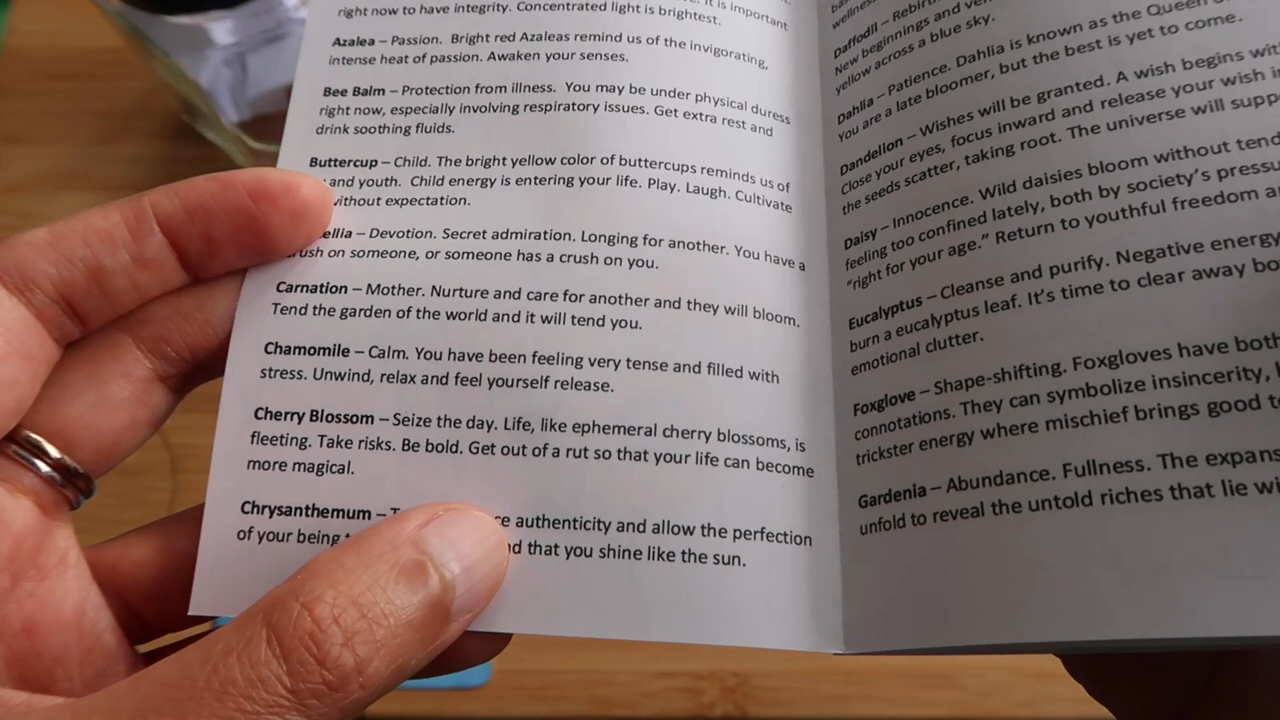 It is important
right now to have integrity. Concentrated light is brightest.
Azalea – Passion. Bright red Azaleas remind us of the invigorating,
intense heat of passion. Awaken your senses.
Bee Balm – Protection from illness. You may be under physical duress
right now, especially involving respiratory issues. Get extra rest and
drink soothing fluids.
Buttercup – Child. The bright yellow color of buttercups reminds us of
and youth. Child energy is entering your life. Play. Laugh. Cultivate
without expectation.
ellia – Devotion. Secret admiration. Longing for another. You have a
rush on someone, or someone has a crush on you.
Carnation – Mother. Nurture and care for another and they will bloom.
Tend the garden of the world and it will tend you.
Chamomile – Calm. You have been feeling very tense and filled with
stress. Unwind, relax and feel yourself release.
Cherry Blossom – Seize the day. Life, like ephemeral cherry blossoms, is
fleeting. Take risks. Be bold. Get out of a rut so that your life can become
more magical.
Chrysanthemum – authenticity and allow the perfection
of your being that you shine like the sun.
wellness
Daffodil –
New beginnings and
yellow across a blue sky.
Dahlia – Patience. Dahlia is known as the Queen
You are a late bloomer, but the best is yet to come.
Dandelion – Wishes will be granted. A wish begins
Close your eyes, focus inward and release your wish
the seeds scatter, taking root. The universe will
Daisy – Innocence. Wild daisies bloom without
feeling too confined lately, both by society's
"right for your age." Return to youthful freedom
Eucalyptus – Cleanse and purify. Negative energy
burn a eucalyptus leaf. It's time to clear away
emotional clutter.
Foxglove – Shape-shifting. Foxgloves have both
connotations. They can symbolize insincerity,
trickster energy where mischief brings good
Gardenia – Abundance. Fullness. The
unfold to reveal the untold riches that lie